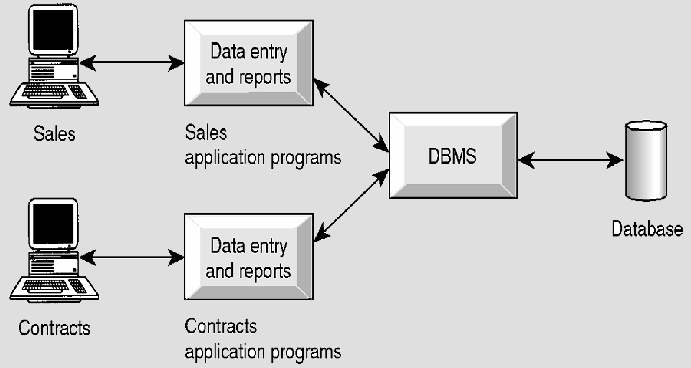 Data entry
and reports
Sales
Sales
application programs
DBMS
Database
Data entry
and reports
Contracts
Contracts
application programs